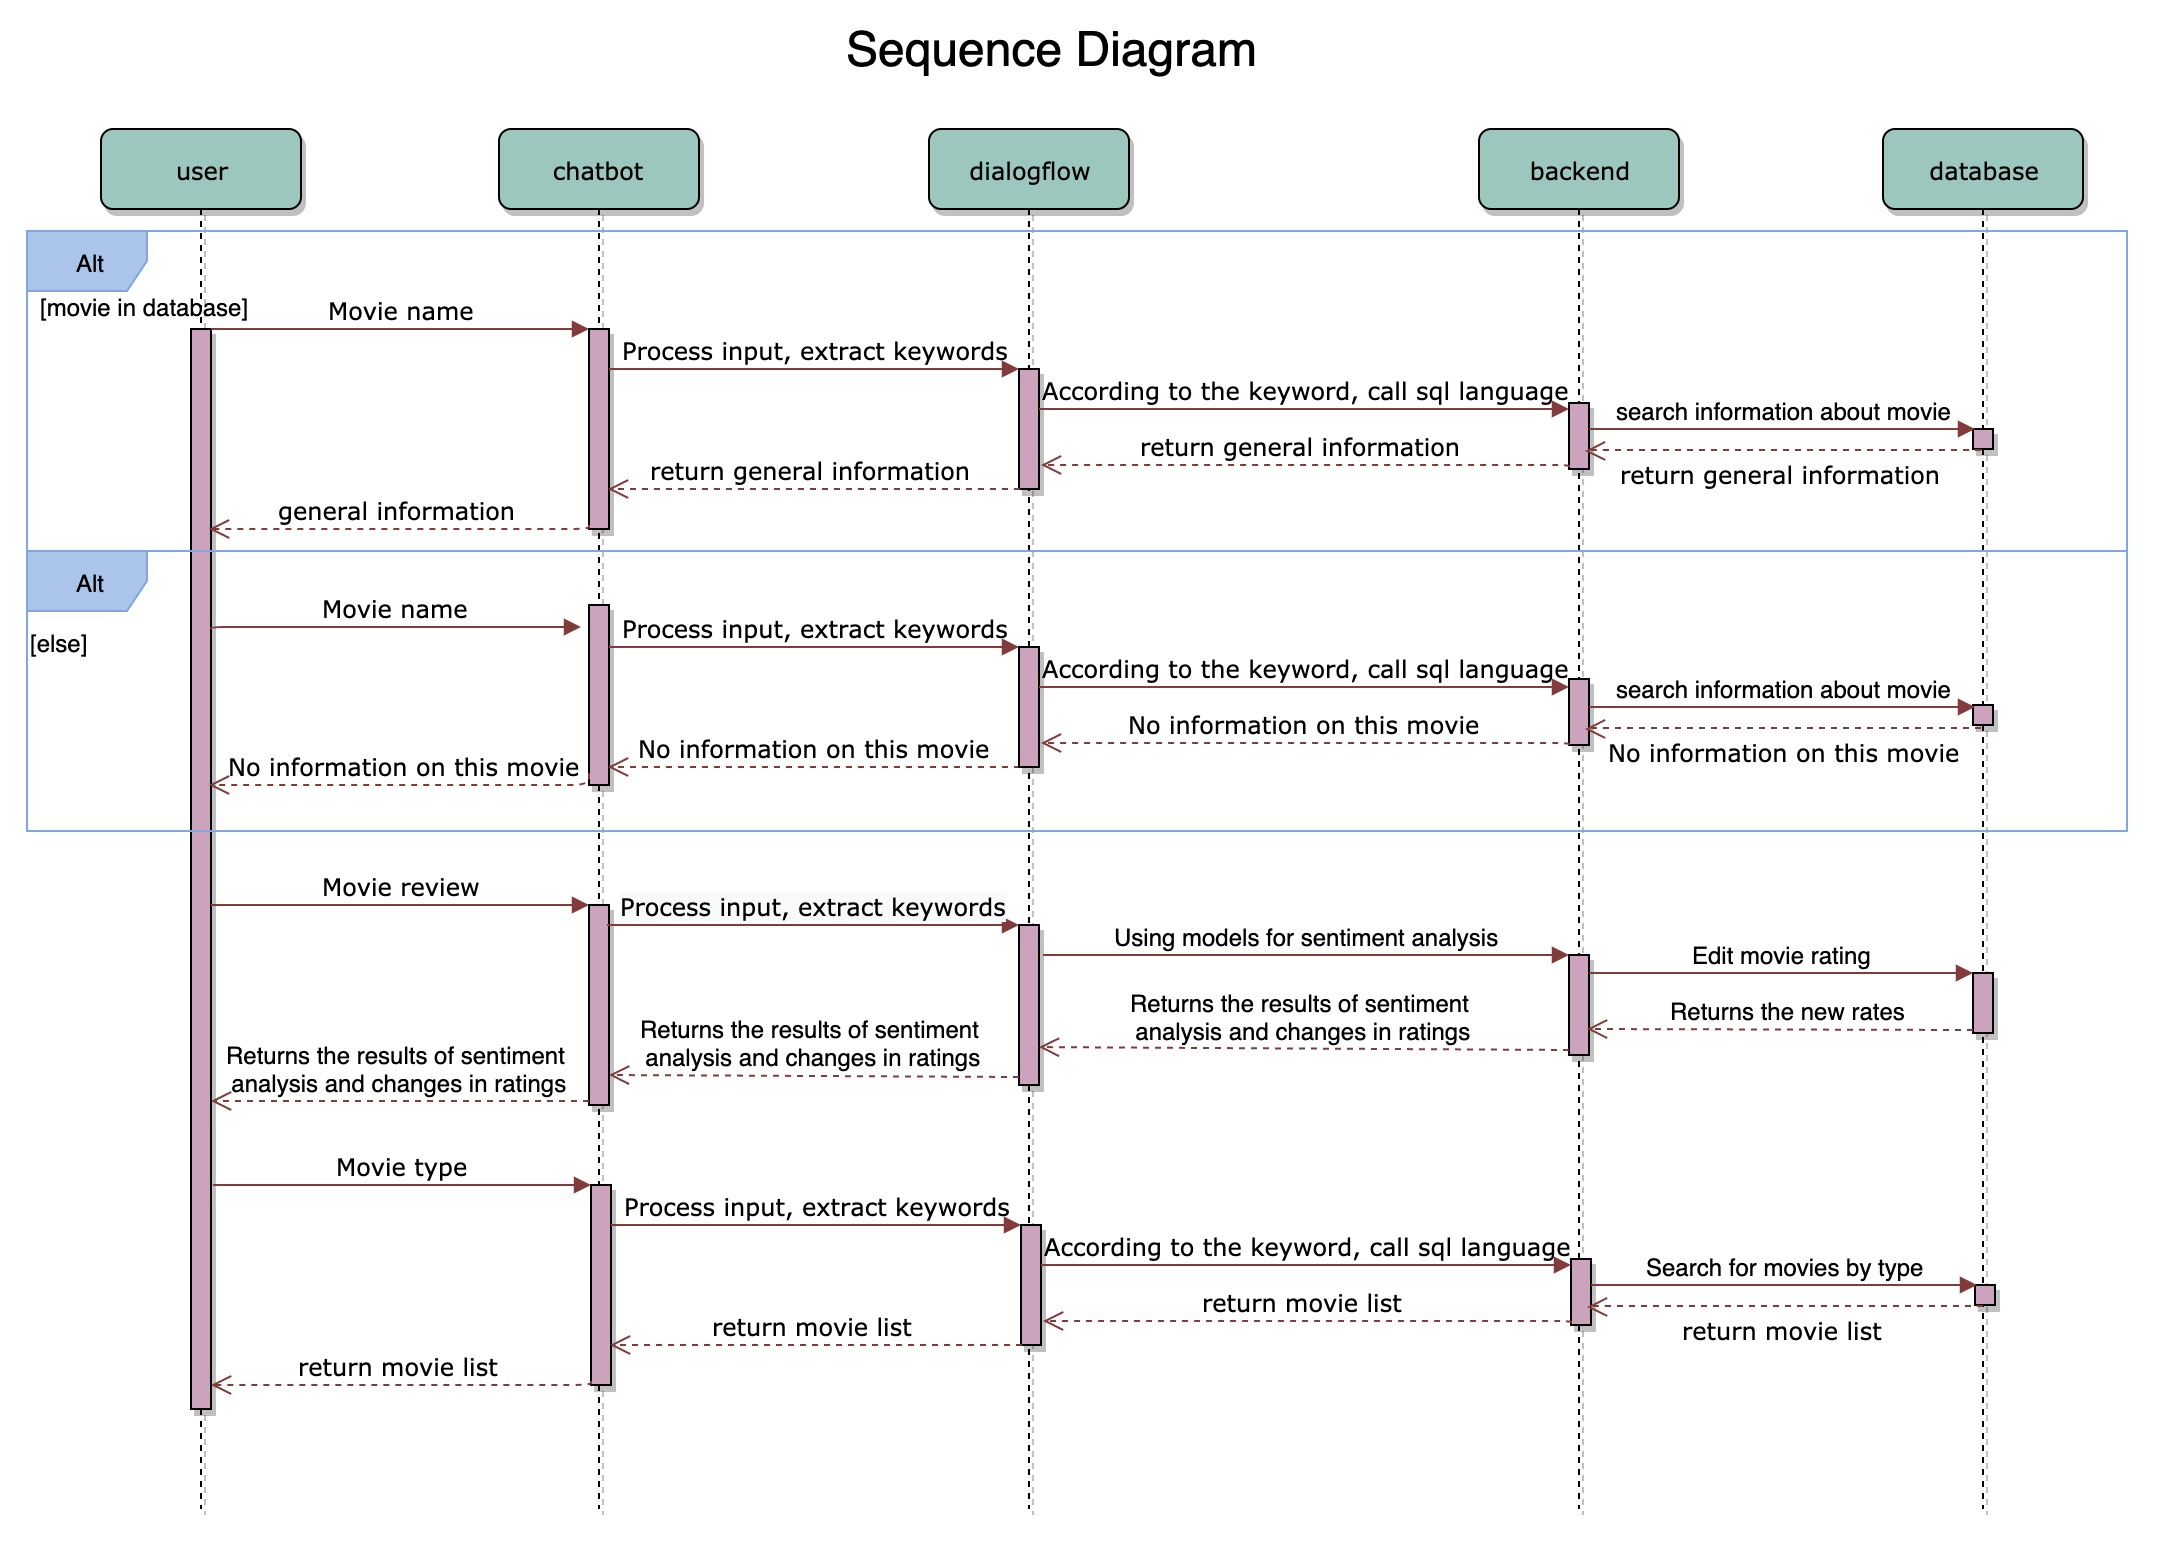 Sequence Diagram
user
chatbot
dialogflow
backend
database
Alt
[movie in database]
Movie name
Process input, extract keywords
According to the keyword, call sql language
search information about movie
return general information
return general information
return general information
general information
Alt
[else]
Movie name
Process input, extract keywords
According to the keyword, call sql language
search information about movie
No information on this movie
No information on this movie
No information on this movie
No information on this movie
Movie review
Process input, extract keywords
Using models for sentiment analysis
Edit movie rating
Returns the new rates
Returns the results of sentiment
analysis and changes in ratings
Returns the results of sentiment
analysis and changes in ratings
Returns the results of sentiment
analysis and changes in ratings
Movie type
Process input, extract keywords
According to the keyword, call sql language
Search for movies by type
return movie list
return movie list
return movie list
return movie list